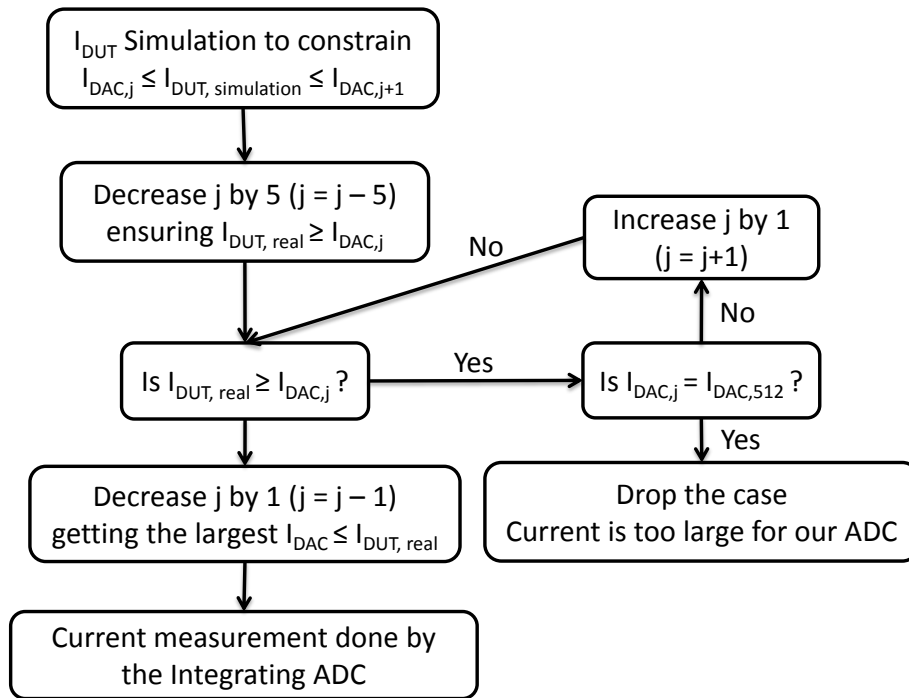 I_DUT Simulation to constrain
I_DAC,j ≤ I_DUT, simulation ≤ I_DAC,j+1
Decrease j by 5 (j = j – 5)
ensuring I_DUT, real ≥ I_DAC,j
Increase j by 1
(j = j+1)
No
No
Is I_DUT, real ≥ I_DAC,j ?
Yes
Is I_DAC,j = I_DAC,512 ?
Yes
Decrease j by 1 (j = j – 1)
getting the largest I_DAC ≤ I_DUT, real
Drop the case
Current is too large for our ADC
Current measurement done by
the Integrating ADC